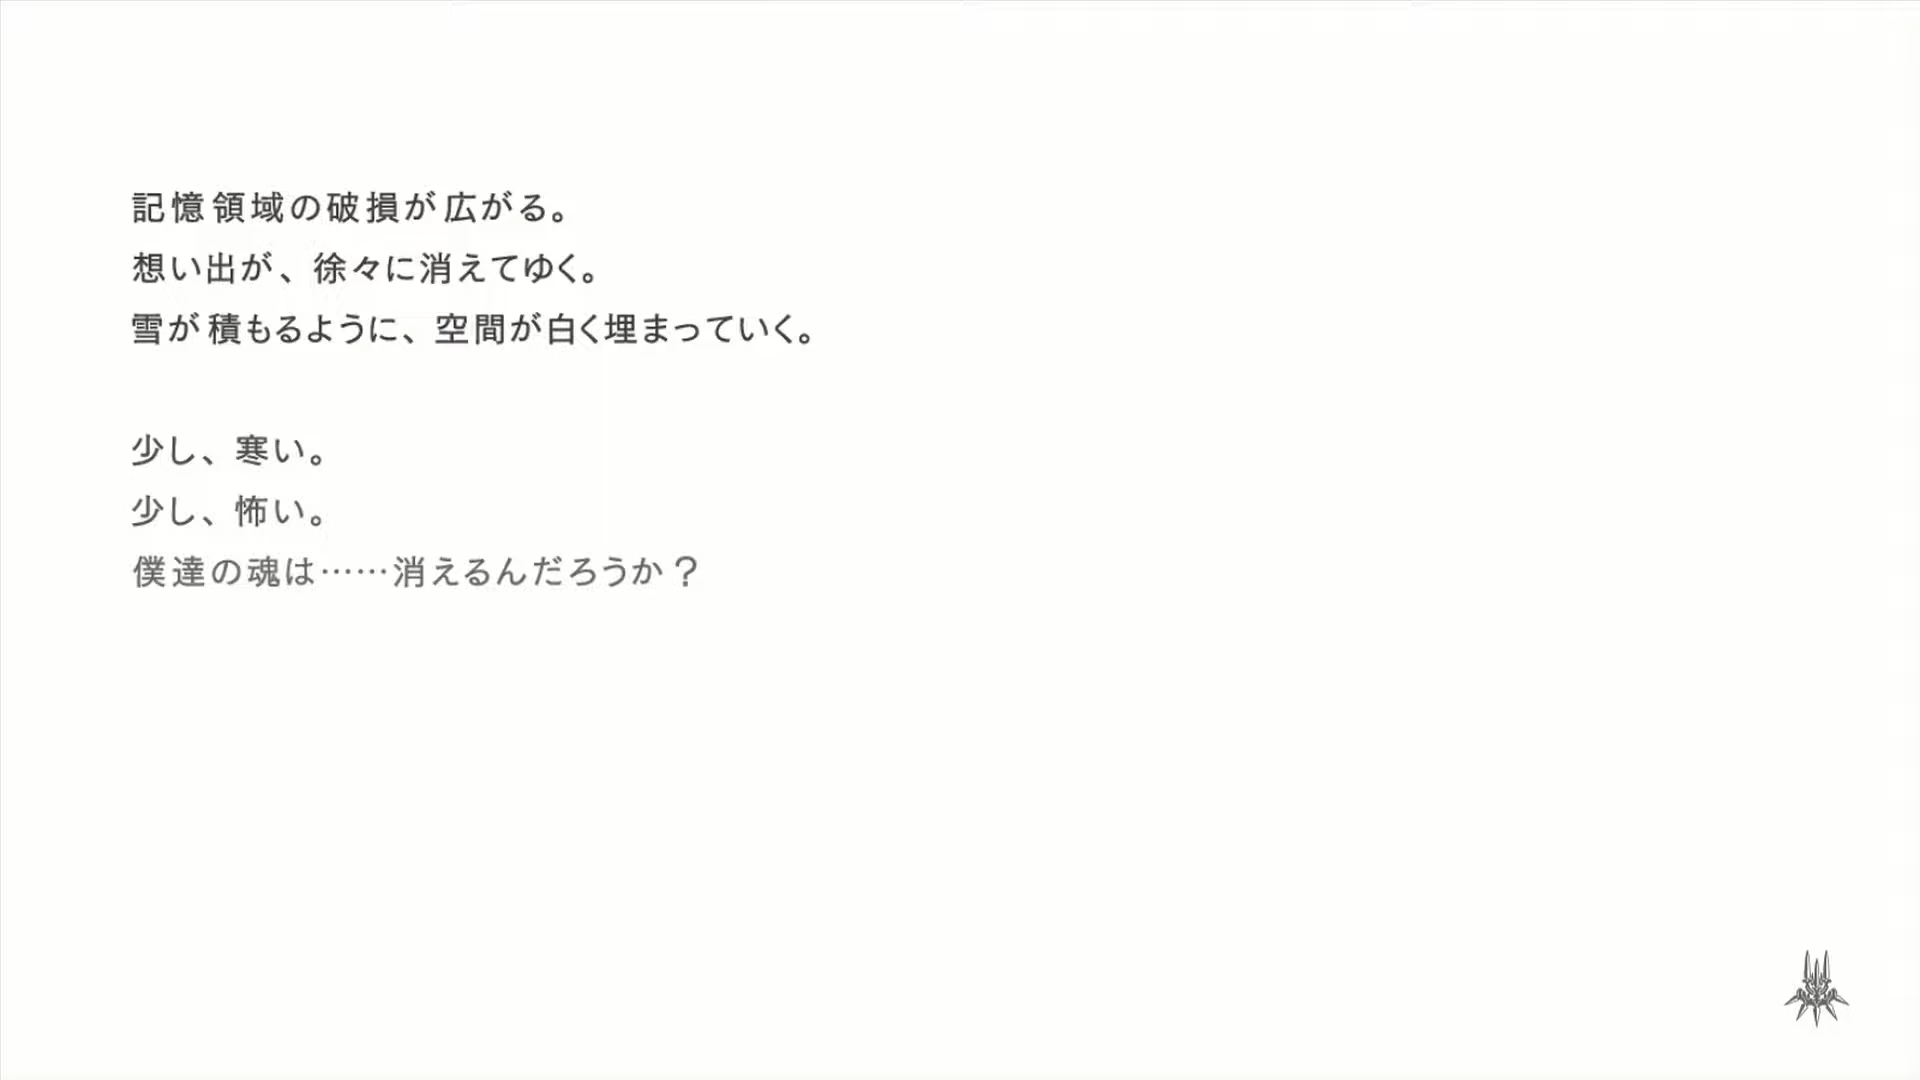 記憶領域の破損が広がる。
想い出が、徐々に消えてゆく。
雪が積もるように、空間が白く埋まっていく。
少し、寒い。
少し、怖い。
僕達の魂は……消えるんだろうか？